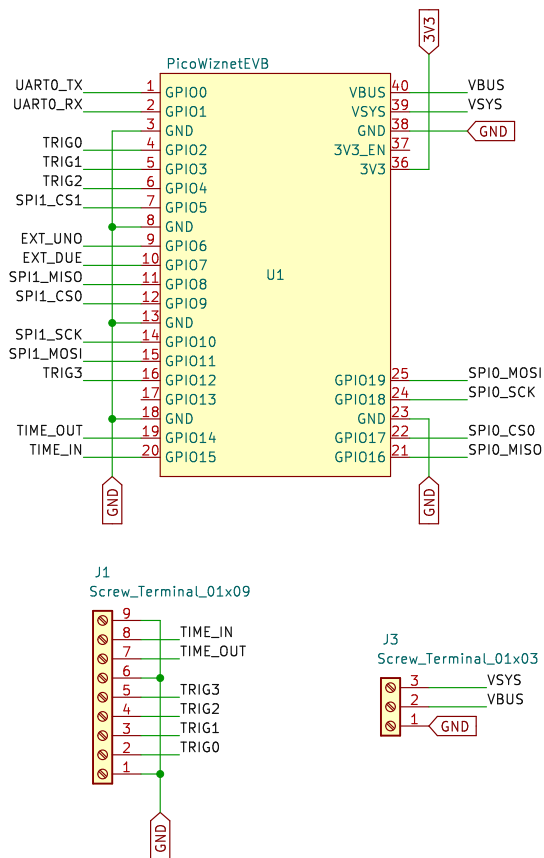 3V3
PicoWiznetEVB
UART0_TX 1 GPIO0 VBUS 40 VBUS
UART0_RX 2 GPIO1 VSYS 39 VSYS
3 GND GND 38 GND
TRIG0 4 GPIO2 3V3_EN 37
TRIG1 5 GPIO3 3V3 36
TRIG2 6 GPIO4
SPI1_CS1 7 GPIO5
8 GND
EXT_UNO 9 GPIO6
EXT_DUE 10 GPIO7
U1
SPI1_MISO 11 GPIO8
SPI1_CS0 12 GPIO9
13 GND
SPI1_SCK 14 GPIO10
SPI1_MOSI 15 GPIO11
TRIG3 16 GPIO12 GPIO19 25 SPI0_MOSI
17 GPIO13 GPIO18 24 SPI0_SCK
18 GND GND 23
TIME_OUT 19 GPIO14 GPIO17 22 SPI0_CS0
TIME_IN 20 GPIO15 GPIO16 21 SPI0_MISO
GND GND
J1
Screw_Terminal_01x09
9
8 TIME_IN
7 TIME_OUT
6
5 TRIG3
4 TRIG2
3 TRIG1
2 TRIG0
1
GND
J3
Screw_Terminal_01x03
3 VSYS
2 VBUS
1 GND